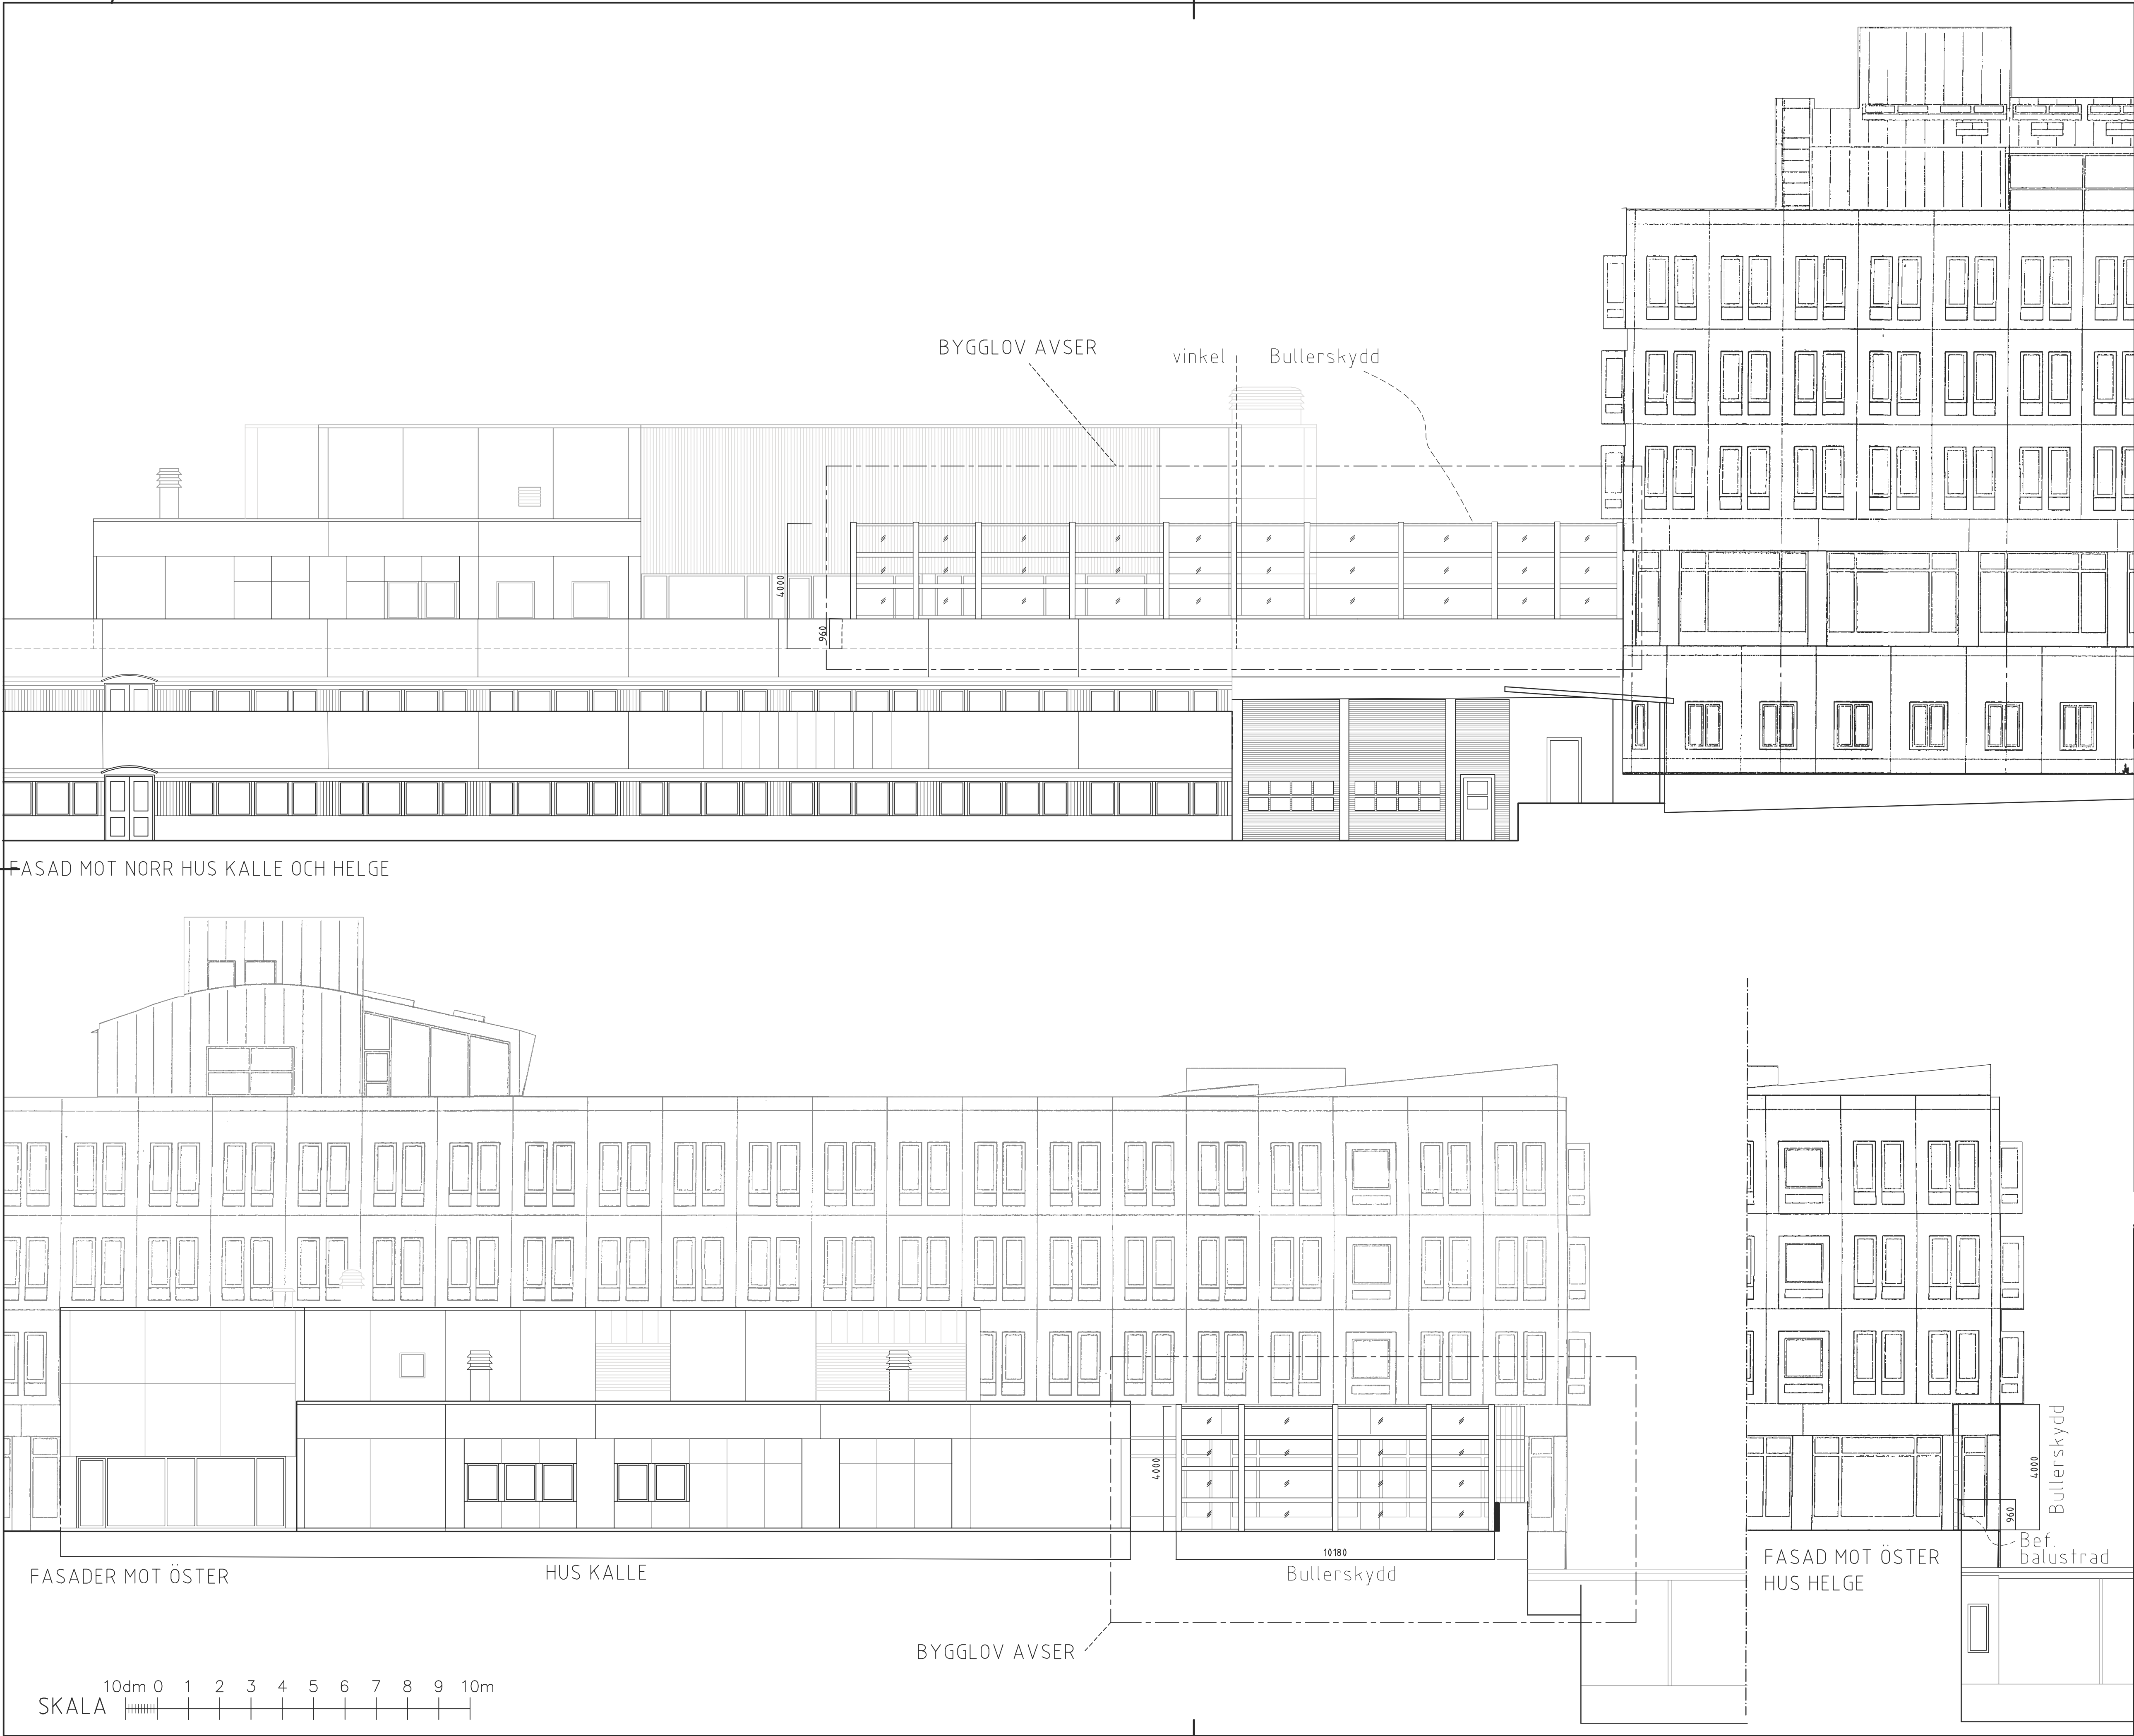 BYGGLOV AVSER
vinkel
Bullerskydd
4000
960
FASAD MOT NORR HUS KALLE OCH HELGE
4000
10180
Bullerskydd
4000
Bullerskydd
960
Bef.
balustrad
FASADER MOT ÖSTER
HUS KALLE
FASAD MOT ÖSTER
HUS HELGE
BYGGLOV AVSER
SKALA
10dm 0 1 2 3 4 5 6 7 8 9 10m